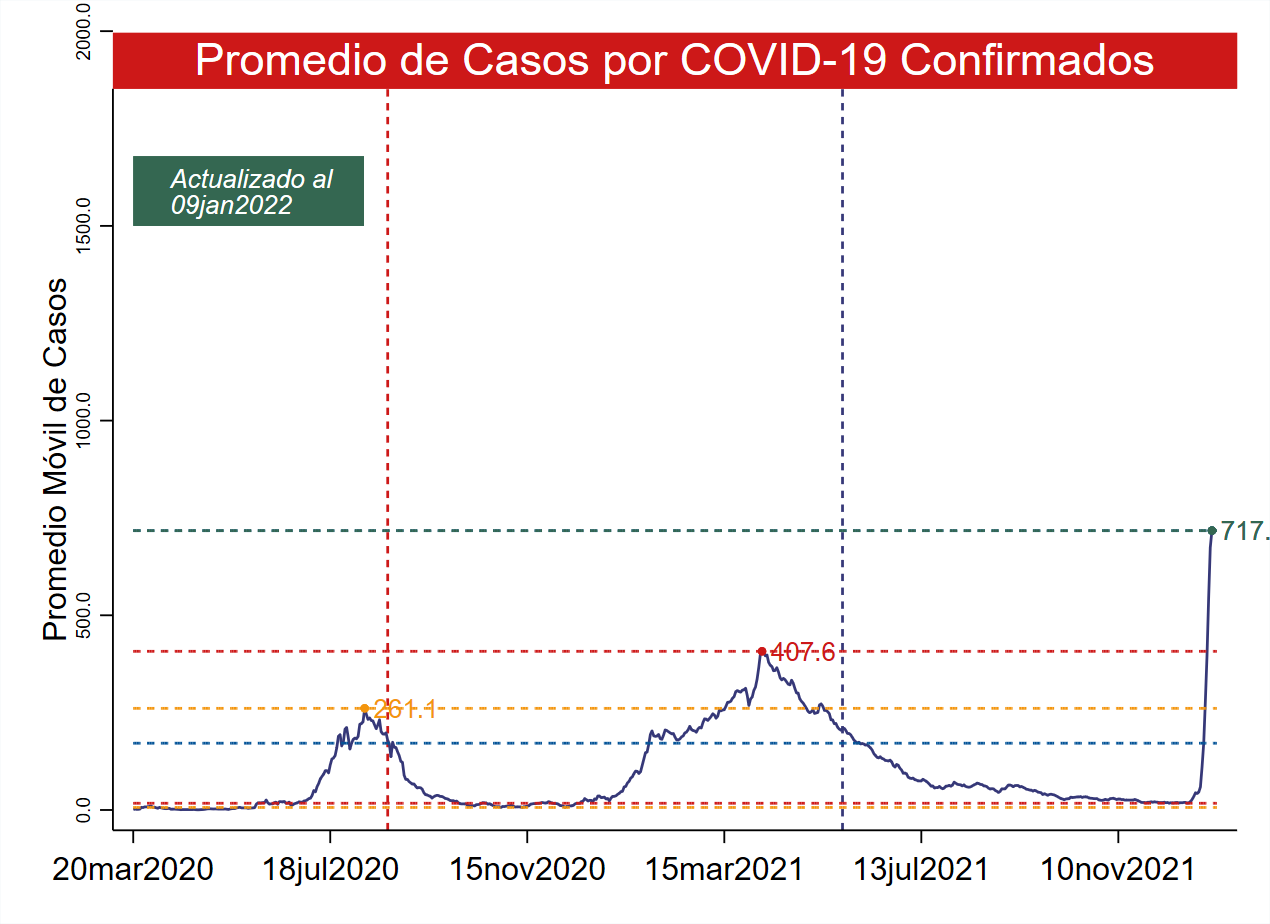 Promedio de Casos por COVID-19 Confirmados
Actualizado al
09jan2022
Promedio Móvil de Casos
2000.0
1500.0
1000.0
500.0
0.0
717.
407.6
261.1
20mar2020
18jul2020
15nov2020
15mar2021
13jul2021
10nov2021